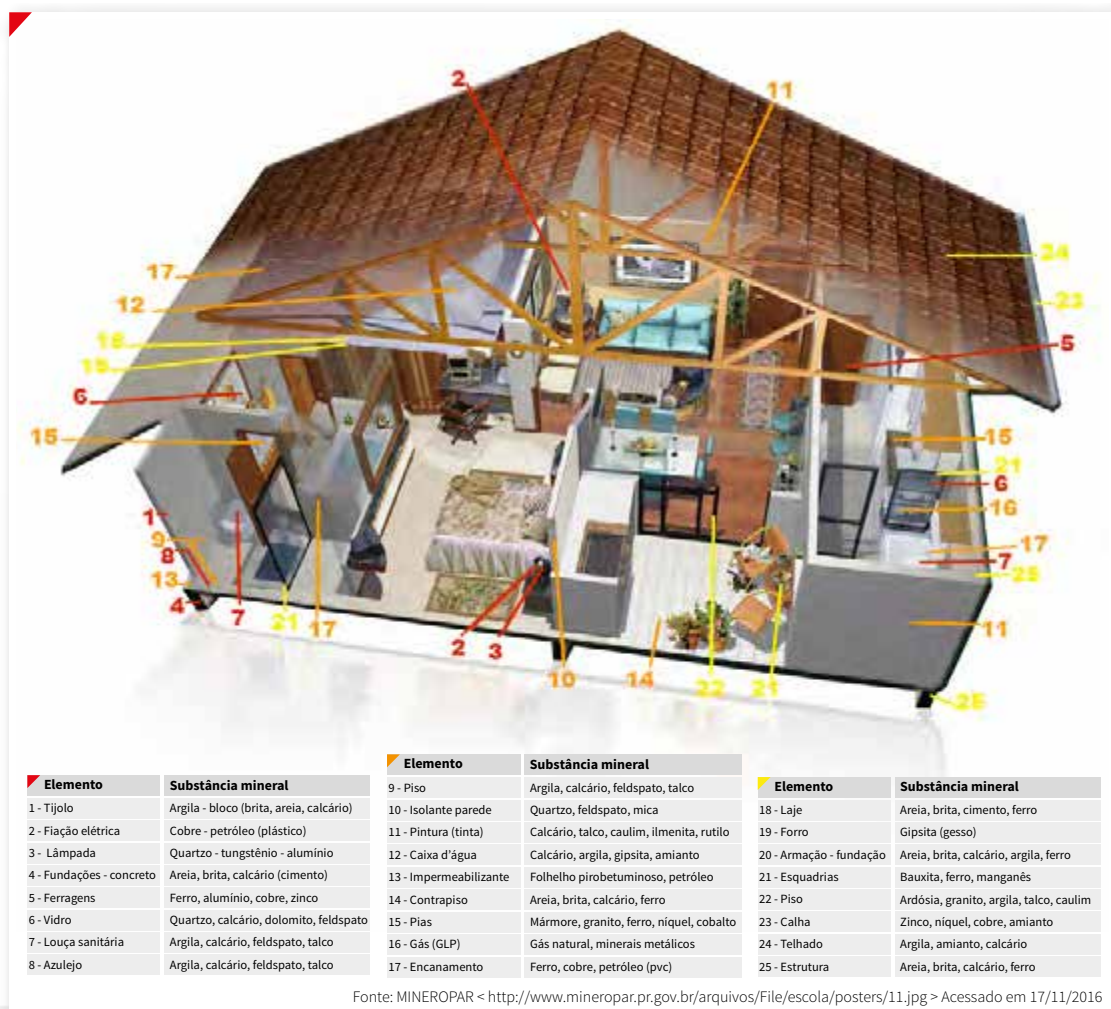 2
11
24
23
17
12
18
19
5
6
15
15
21
6
16
1
9
8
13
4
17
7
25
7
21
17
2
3
10
14
22
21
11
25
Elemento Substância mineral
1 - Tijolo Argila - bloco (brita, areia, calcário)
2 - Fiação elétrica Cobre - petróleo (plástico)
3 - Lâmpada Quartzo - tungstênio - alumínio
4 - Fundações - concreto Areia, brita, calcário (cimento)
5 - Ferragens Ferro, alumínio, cobre, zinco
6 - Vidro Quartzo, calcário, dolomito, feldspato
7 - Louça sanitária Argila, calcário, feldspato, talco
8 - Azulejo Argila, calcário, feldspato, talco
Elemento Substância mineral
9 - Piso Argila, calcário, feldspato, talco
10 - Isolante parede Quartzo, feldspato, mica
11 - Pintura (tinta) Calcário, talco, caulim, ilmenita, rutilo
12 - Caixa d'água Calcário, argila, gipsita, amianto
13 - Impermeabilizante Folhelho pirobetuminoso, petróleo
14 - Contrapiso Areia, brita, calcário, ferro
15 - Pias Mármore, granito, ferro, níquel, cobalto
16 - Gás (GLP) Gás natural, minerais metálicos
17 - Encanamento Ferro, cobre, petróleo (pvc)
Elemento Substância mineral
18 - Laje Areia, brita, cimento, ferro
19 - Forro Gipsita (gesso)
20 - Armação - fundação Areia, brita, calcário, argila, ferro
21 - Esquadrias Bauxita, ferro, manganês
22 - Piso Ardósia, granito, argila, talco, caulim
23 - Calha Zinco, níquel, cobre, amianto
24 - Telhado Argila, amianto, calcário
25 - Estrutura Areia, brita, calcário, ferro
Fonte: MINEROPAR < http://www.mineropar.pr.gov.br/arquivos/File/escola/posters/11.jpg > Acessado em 17/11/2016